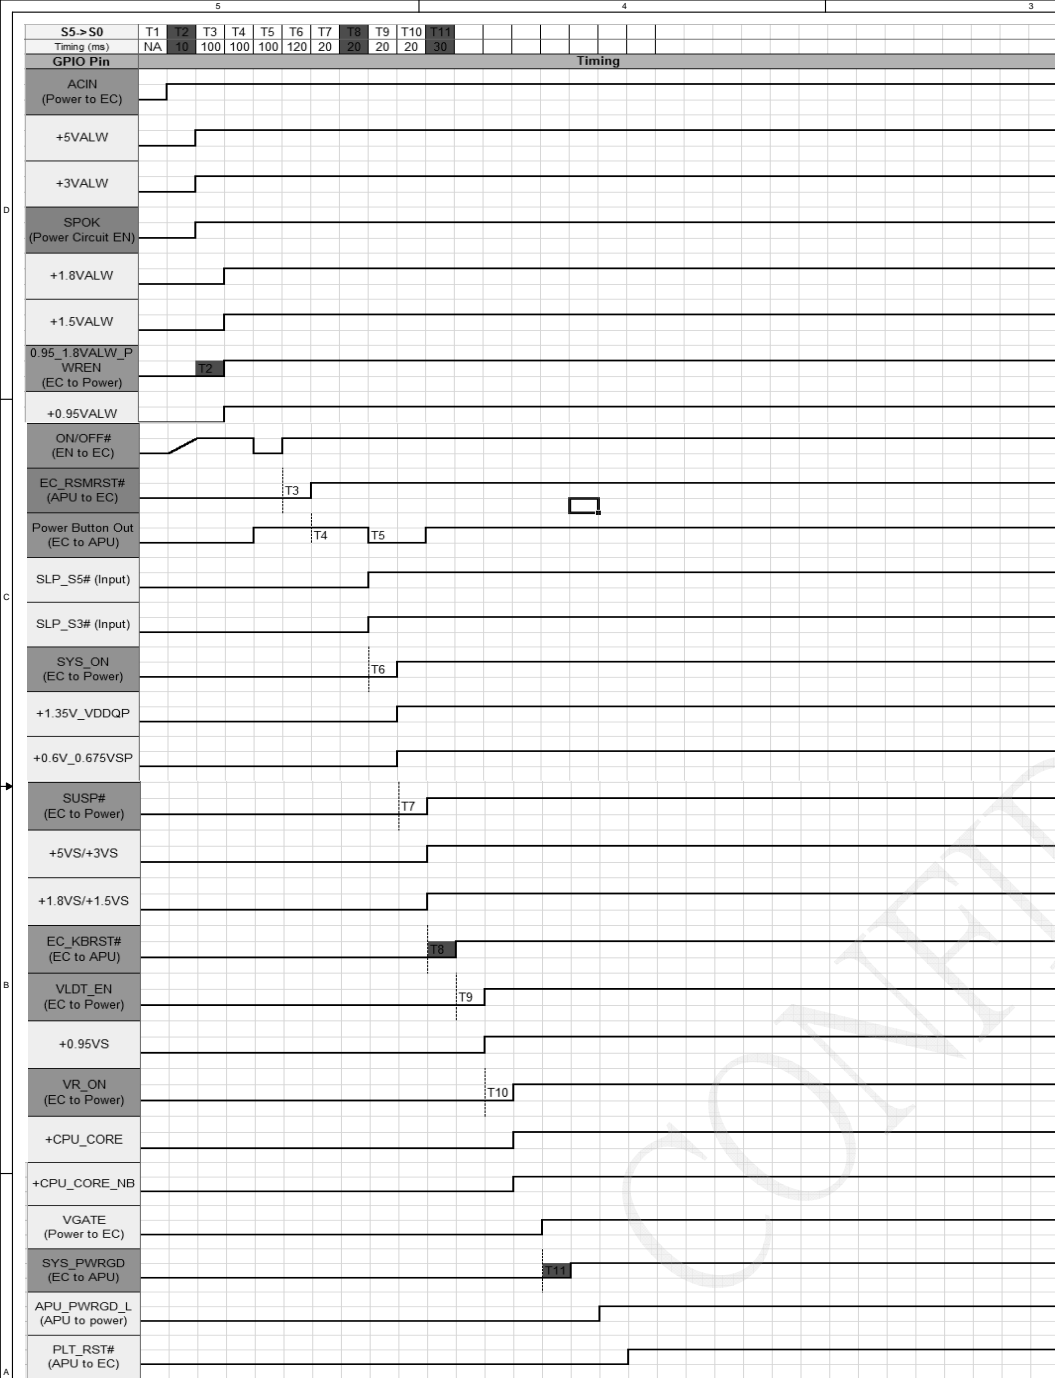 5 4 3
S5->S0 T1 T2 T3 T4 T5 T6 T7 T8 T9 T10 T11
Timing (ms) NA 10 100 100 100 120 20 20 20 20 30
GPIO Pin Timing
ACIN
(Power to EC)
+5VALW
+3VALW
D
SPOK
(Power Circuit EN)
+1.8VALW
+1.5VALW
0.95_1.8VALW_P
WREN T2
(EC to Power)
+0.95VALW
ON/OFF#
(EN to EC)
EC_RSMRST# T3
(APU to EC)
Power Button Out T4 T5
(EC to APU)
SLP_S5# (Input)
C
SLP_S3# (Input)
SYS_ON T6
(EC to Power)
+1.35V_VDDQP
+0.6V_0.675VSP
SUSP# T7
(EC to Power)
+5VS/+3VS
+1.8VS/+1.5VS
EC_KBRST# T8
(EC to APU)
B
VLDT_EN T9
(EC to Power)
+0.95VS
VR_ON T10
(EC to Power)
+CPU_CORE
+CPU_CORE_NB
VGATE
(Power to EC)
SYS_PWRGD T11
(EC to APU)
APU_PWRGD_L
(APU to power)
PLT_RST#
(APU to EC)
A
CONFI